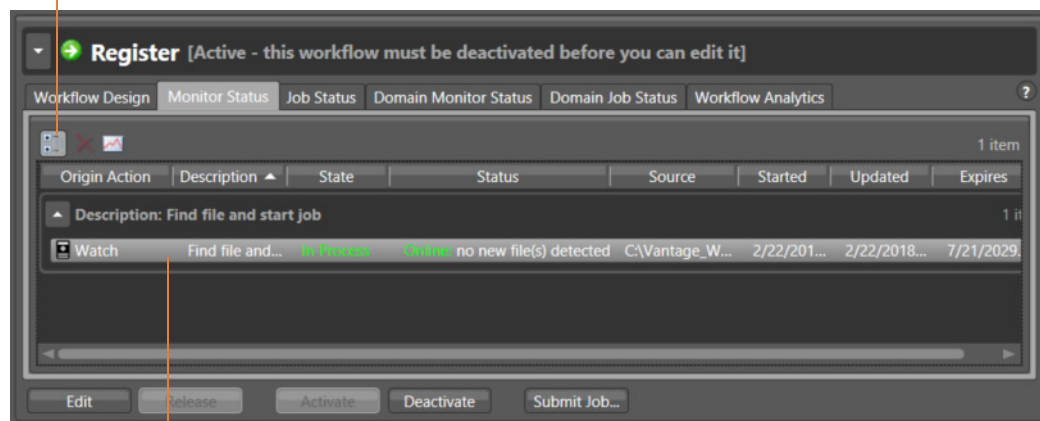 Register [Active - this workflow must be deactivated before you can edit it]
Workflow Design Monitor Status Job Status Domain Monitor Status Domain Job Status Workflow Analytics ?
1 item
Origin Action Description State Status Source Started Updated Expires
Description: Find file and start job 1 it
Watch Find file and... In Process Online: no new file(s) detected C:\Vantage_W... 2/22/201... 2/22/2018... 7/21/2029...
Edit Release Activate Deactivate Submit Job...